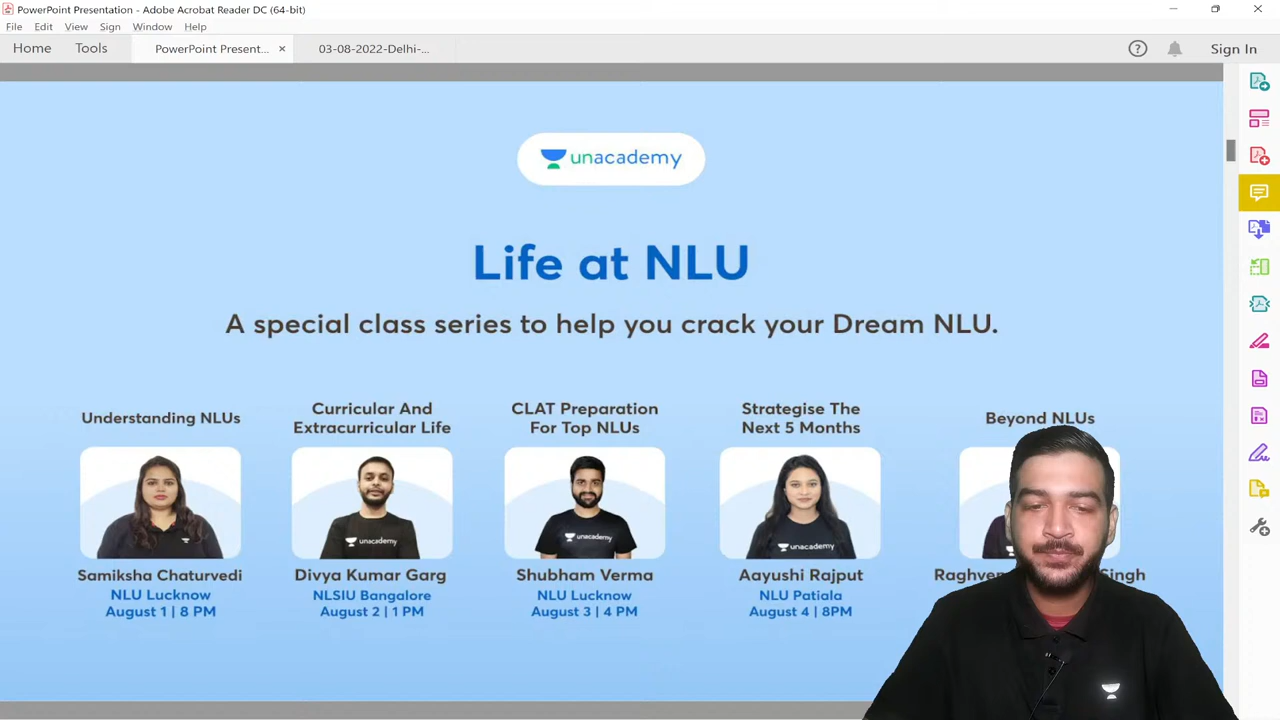 PowerPoint Presentation - Adobe Acrobat Reader DC (64-bit)
File Edit View Sign Window Help
Home Tools PowerPoint Present... × 03-08-2022-Delhi-... Sign In
unacademy
Life at NLU
A special class series to help you crack your Dream NLU.
Understanding NLUs
Samiksha Chaturvedi
NLU Lucknow
August 1 | 8 PM
Curricular And
Extracurricular Life
unacademy
Divya Kumar Garg
NLSIU Bangalore
August 2 | 1 PM
CLAT Preparation
For Top NLUs
unacademy
Shubham Verma
NLU Lucknow
August 3 | 4 PM
Strategise The
Next 5 Months
unacademy
Aayushi Rajput
NLU Patiala
August 4 | 8PM
Beyond NLUs
Singh